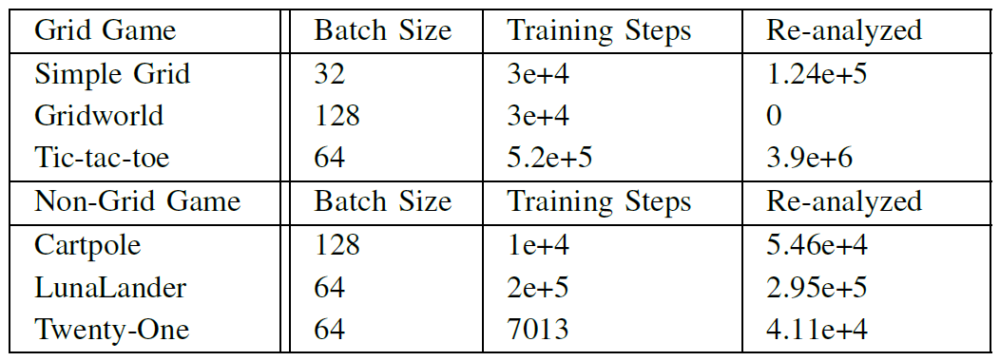 Grid Game Batch Size Training Steps Re-analyzed
Simple Grid 32 3e+4 1.24e+5
Gridworld 128 3e+4 0
Tic-tac-toe 64 5.2e+5 3.9e+6
Non-Grid Game Batch Size Training Steps Re-analyzed
Cartpole 128 1e+4 5.46e+4
LunaLander 64 2e+5 2.95e+5
Twenty-One 64 7013 4.11e+4